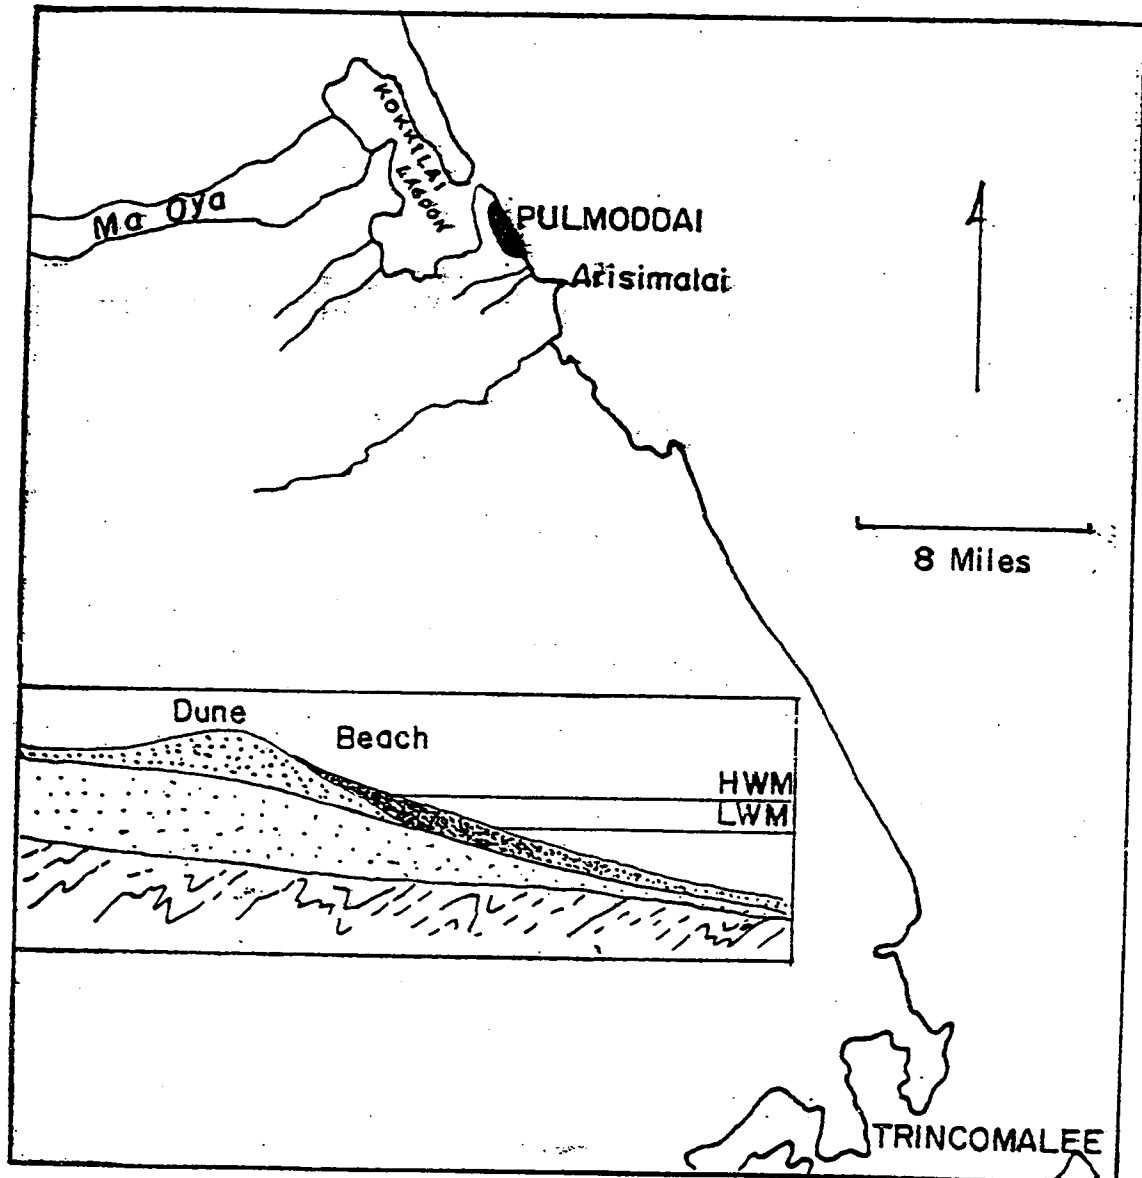 KOKKILAI
LAGOON
Ma Oya
PULMODDAI
Arisimalai
8 Miles
Dune
Beach
HWM
LWM
TRINCOMALEE